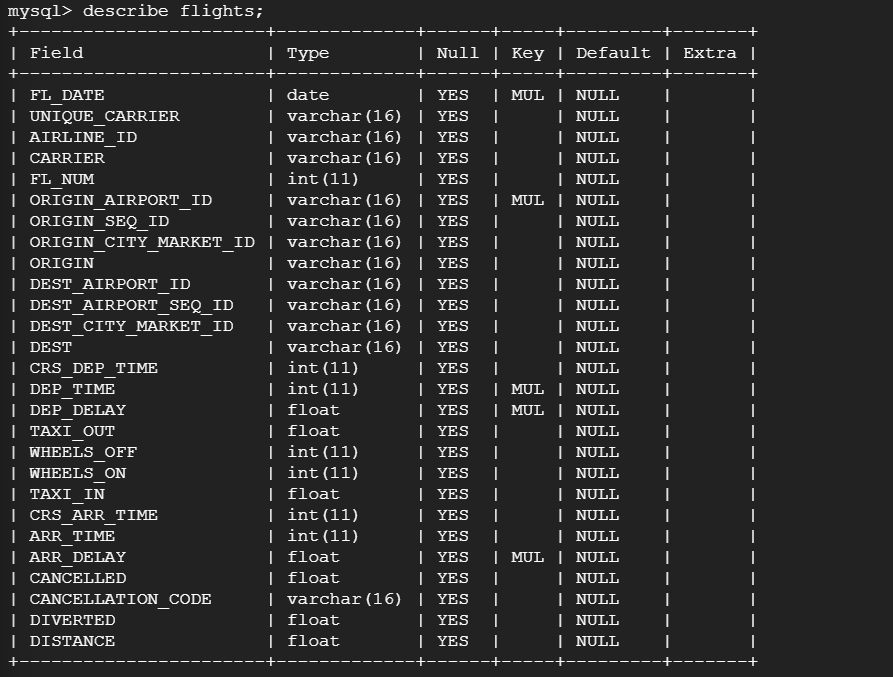 mysql> describe flights;
+-----------------------+-------------+------+-----+---------+-------+
| Field | Type | Null | Key | Default | Extra |
+-----------------------+-------------+------+-----+---------+-------+
| FL_DATE | date | YES | MUL | NULL | |
| UNIQUE_CARRIER | varchar(16) | YES | | NULL | |
| AIRLINE_ID | varchar(16) | YES | | NULL | |
| CARRIER | varchar(16) | YES | | NULL | |
| FL_NUM | int(11) | YES | | NULL | |
| ORIGIN_AIRPORT_ID | varchar(16) | YES | MUL | NULL | |
| ORIGIN_SEQ_ID | varchar(16) | YES | | NULL | |
| ORIGIN_CITY_MARKET_ID | varchar(16) | YES | | NULL | |
| ORIGIN | varchar(16) | YES | | NULL | |
| DEST_AIRPORT_ID | varchar(16) | YES | | NULL | |
| DEST_AIRPORT_SEQ_ID | varchar(16) | YES | | NULL | |
| DEST_CITY_MARKET_ID | varchar(16) | YES | | NULL | |
| DEST | varchar(16) | YES | | NULL | |
| CRS_DEP_TIME | int(11) | YES | | NULL | |
| DEP_TIME | int(11) | YES | MUL | NULL | |
| DEP_DELAY | float | YES | MUL | NULL | |
| TAXI_OUT | float | YES | | NULL | |
| WHEELS_OFF | int(11) | YES | | NULL | |
| WHEELS_ON | int(11) | YES | | NULL | |
| TAXI_IN | float | YES | | NULL | |
| CRS_ARR_TIME | int(11) | YES | | NULL | |
| ARR_TIME | int(11) | YES | | NULL | |
| ARR_DELAY | float | YES | MUL | NULL | |
| CANCELLED | float | YES | | NULL | |
| CANCELLATION_CODE | varchar(16) | YES | | NULL | |
| DIVERTED | float | YES | | NULL | |
| DISTANCE | float | YES | | NULL | |
+-----------------------+-------------+------+-----+---------+-------+